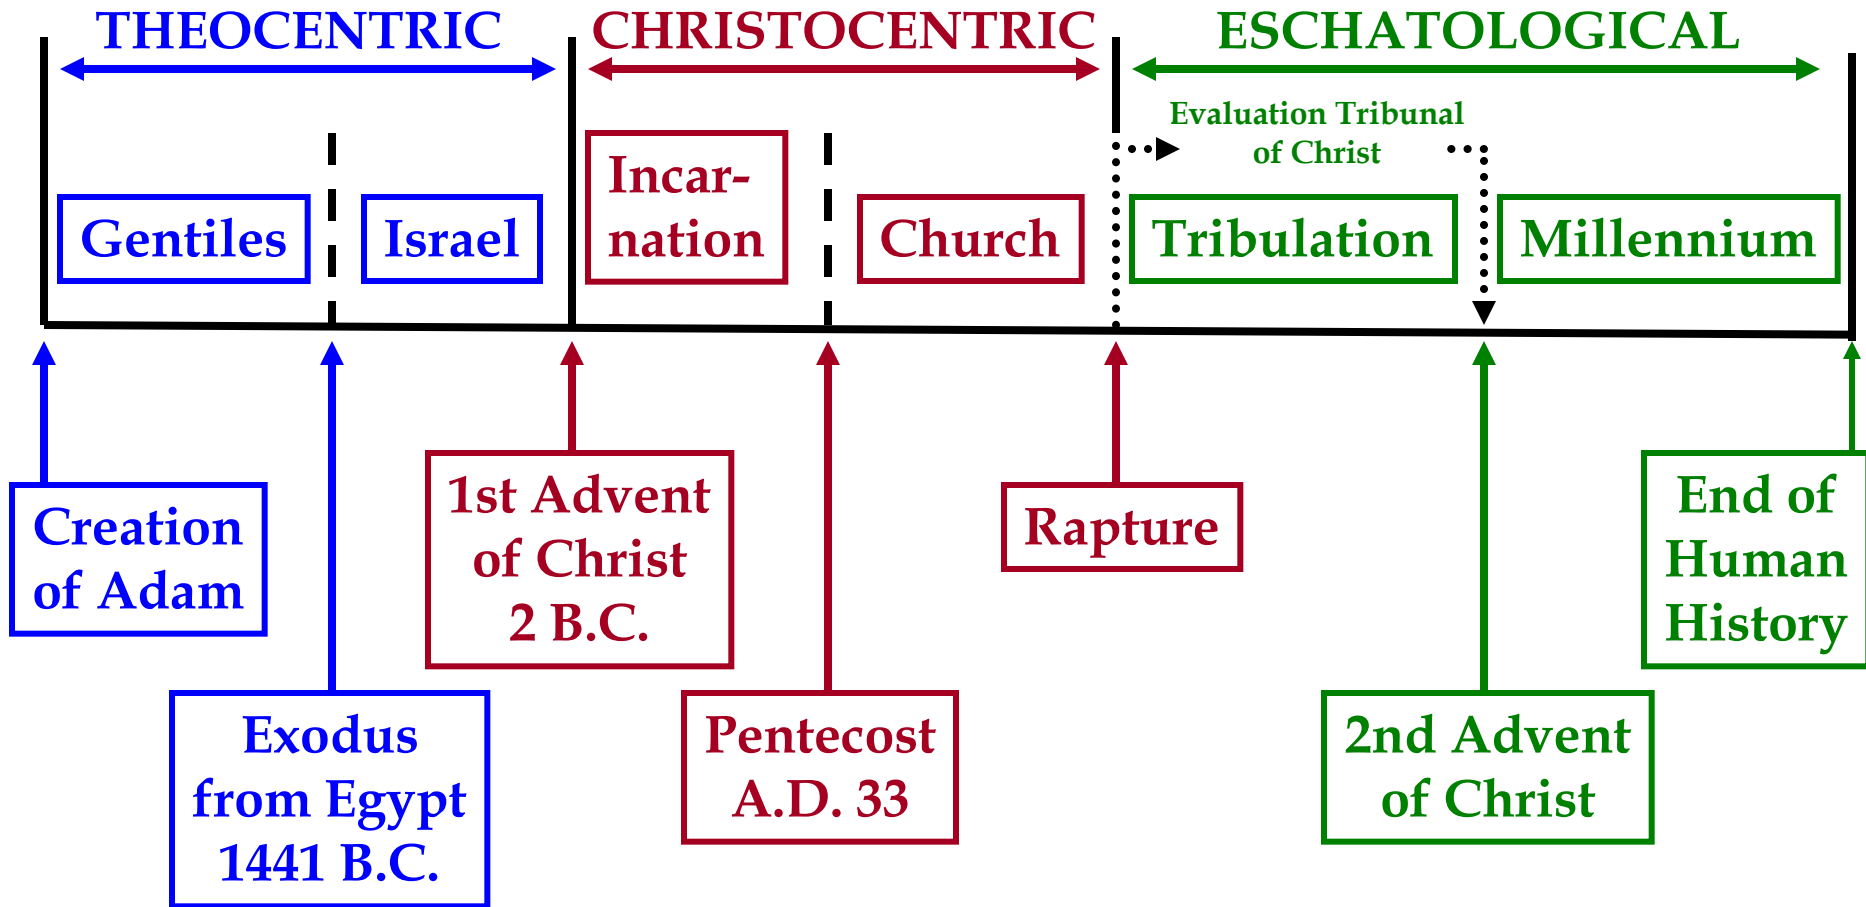 THEOCENTRIC
CHRISTOCENTRIC
ESCHATOLOGICAL
Evaluation Tribunal
of Christ
Gentiles
Israel
Incar-
nation
Church
Tribulation
Millennium
Creation
of Adam
Exodus
from Egypt
1441 B.C.
1st Advent
of Christ
2 B.C.
Pentecost
A.D. 33
Rapture
2nd Advent
of Christ
End of
Human
History